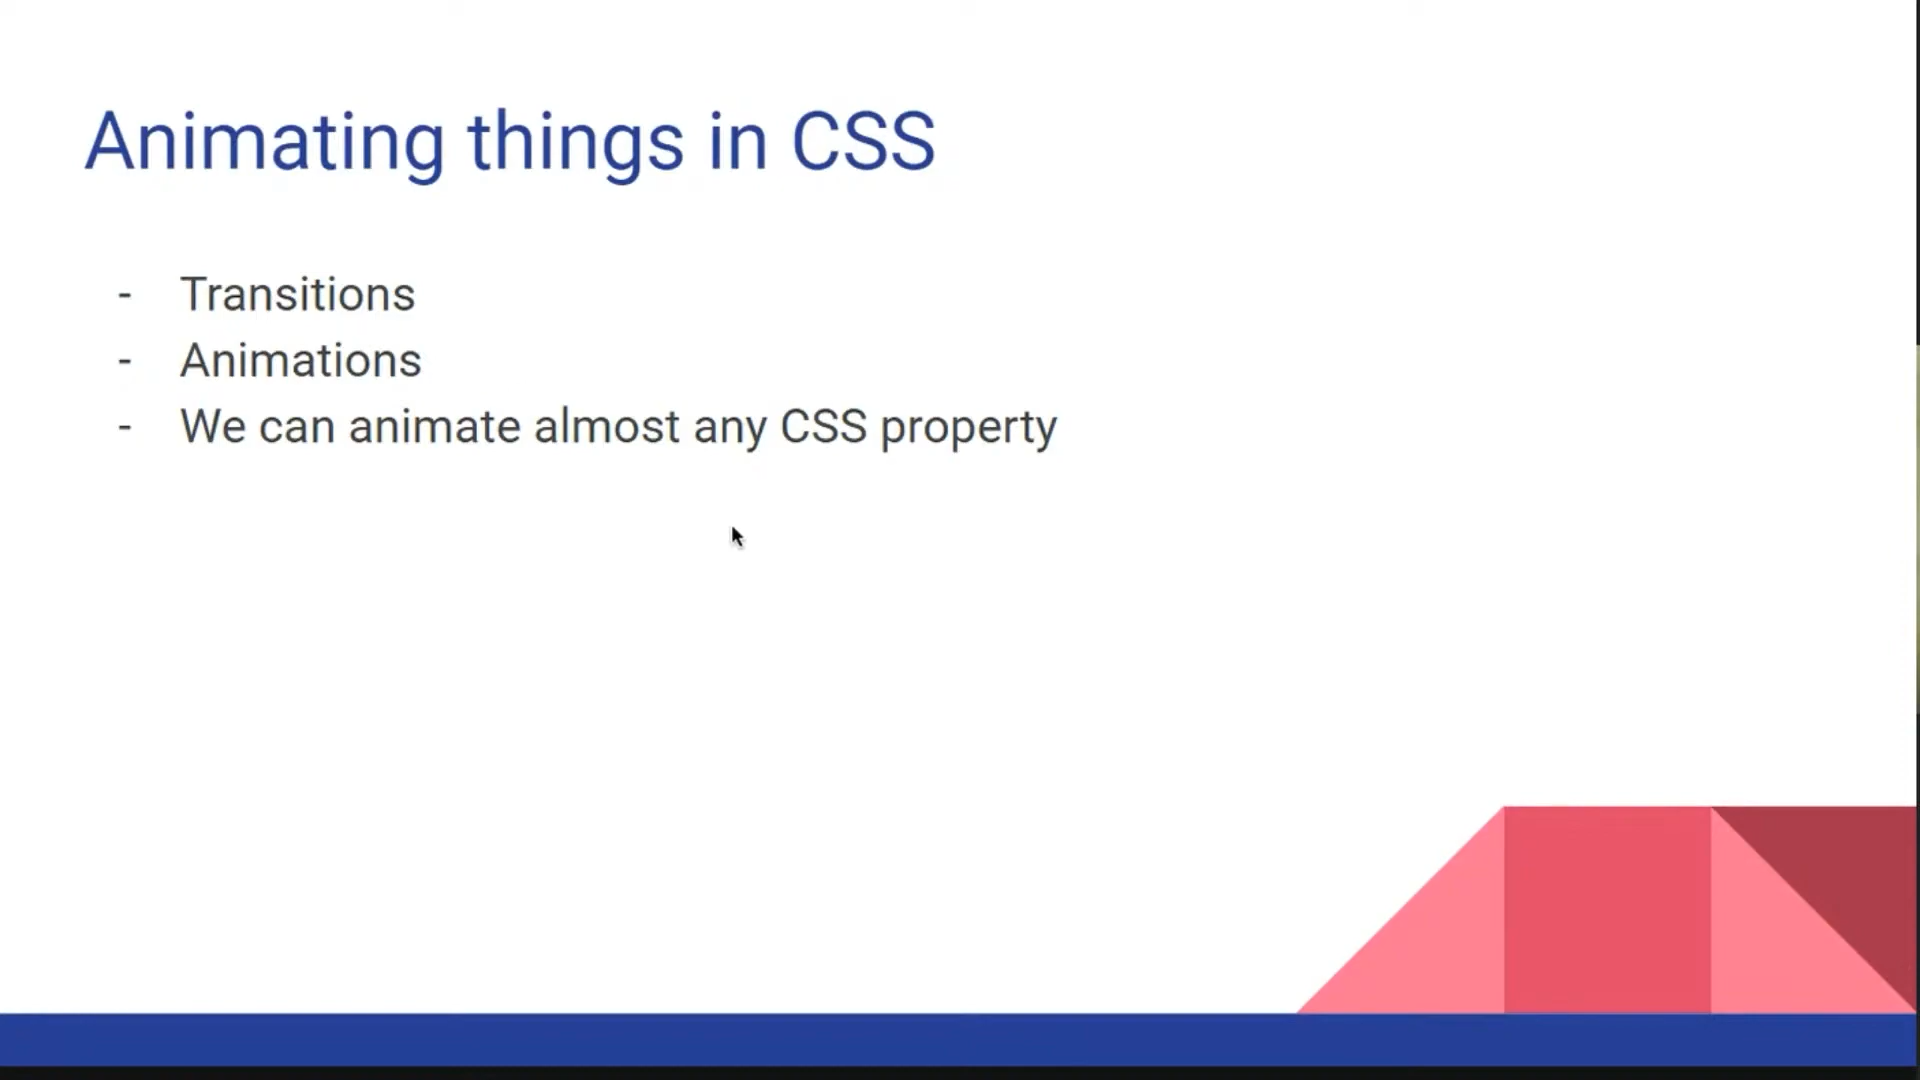 Animating things in CSS
- Transitions
- Animations
- We can animate almost any CSS property